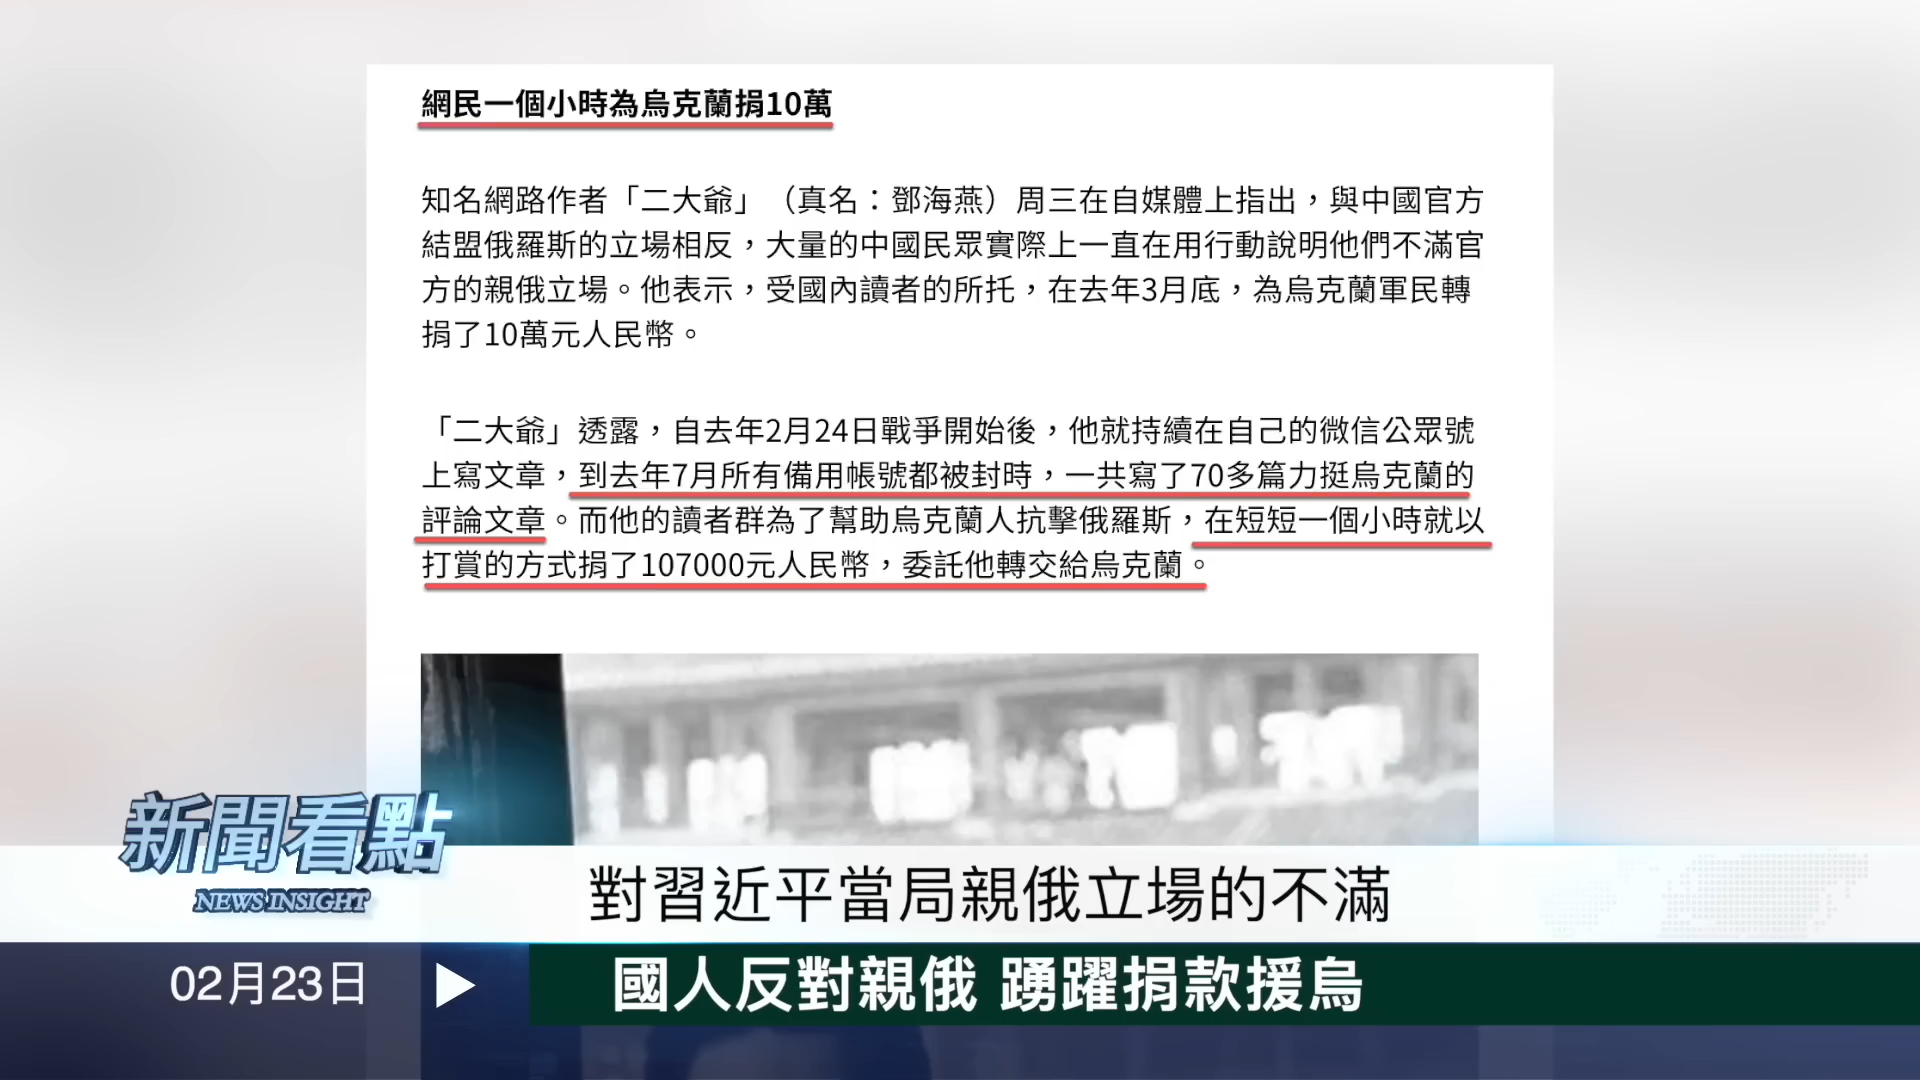 網民一個小時為烏克蘭捐10萬
知名網路作者「二大爺」（真名：鄧海燕）周三在自媒體上指出，與中國官方
結盟俄羅斯的立場相反，大量的中國民眾實際上一直在用行動說明他們不滿官
方的親俄立場。他表示，受國內讀者的所托，在去年3月底，為烏克蘭軍民轉
捐了10萬元人民幣。
「二大爺」透露，自去年2月24日戰爭開始後，他就持續在自己的微信公眾號
上寫文章，到去年7月所有備用帳號都被封時，一共寫了70多篇力挺烏克蘭的
評論文章。而他的讀者群為了幫助烏克蘭人抗擊俄羅斯，在短短一個小時就以
打賞的方式捐了107000元人民幣，委託他轉交給烏克蘭。
新聞看點
NEWS INSIGHT
對習近平當局親俄立場的不滿
02月23日
國人反對親俄 踴躍捐款援烏